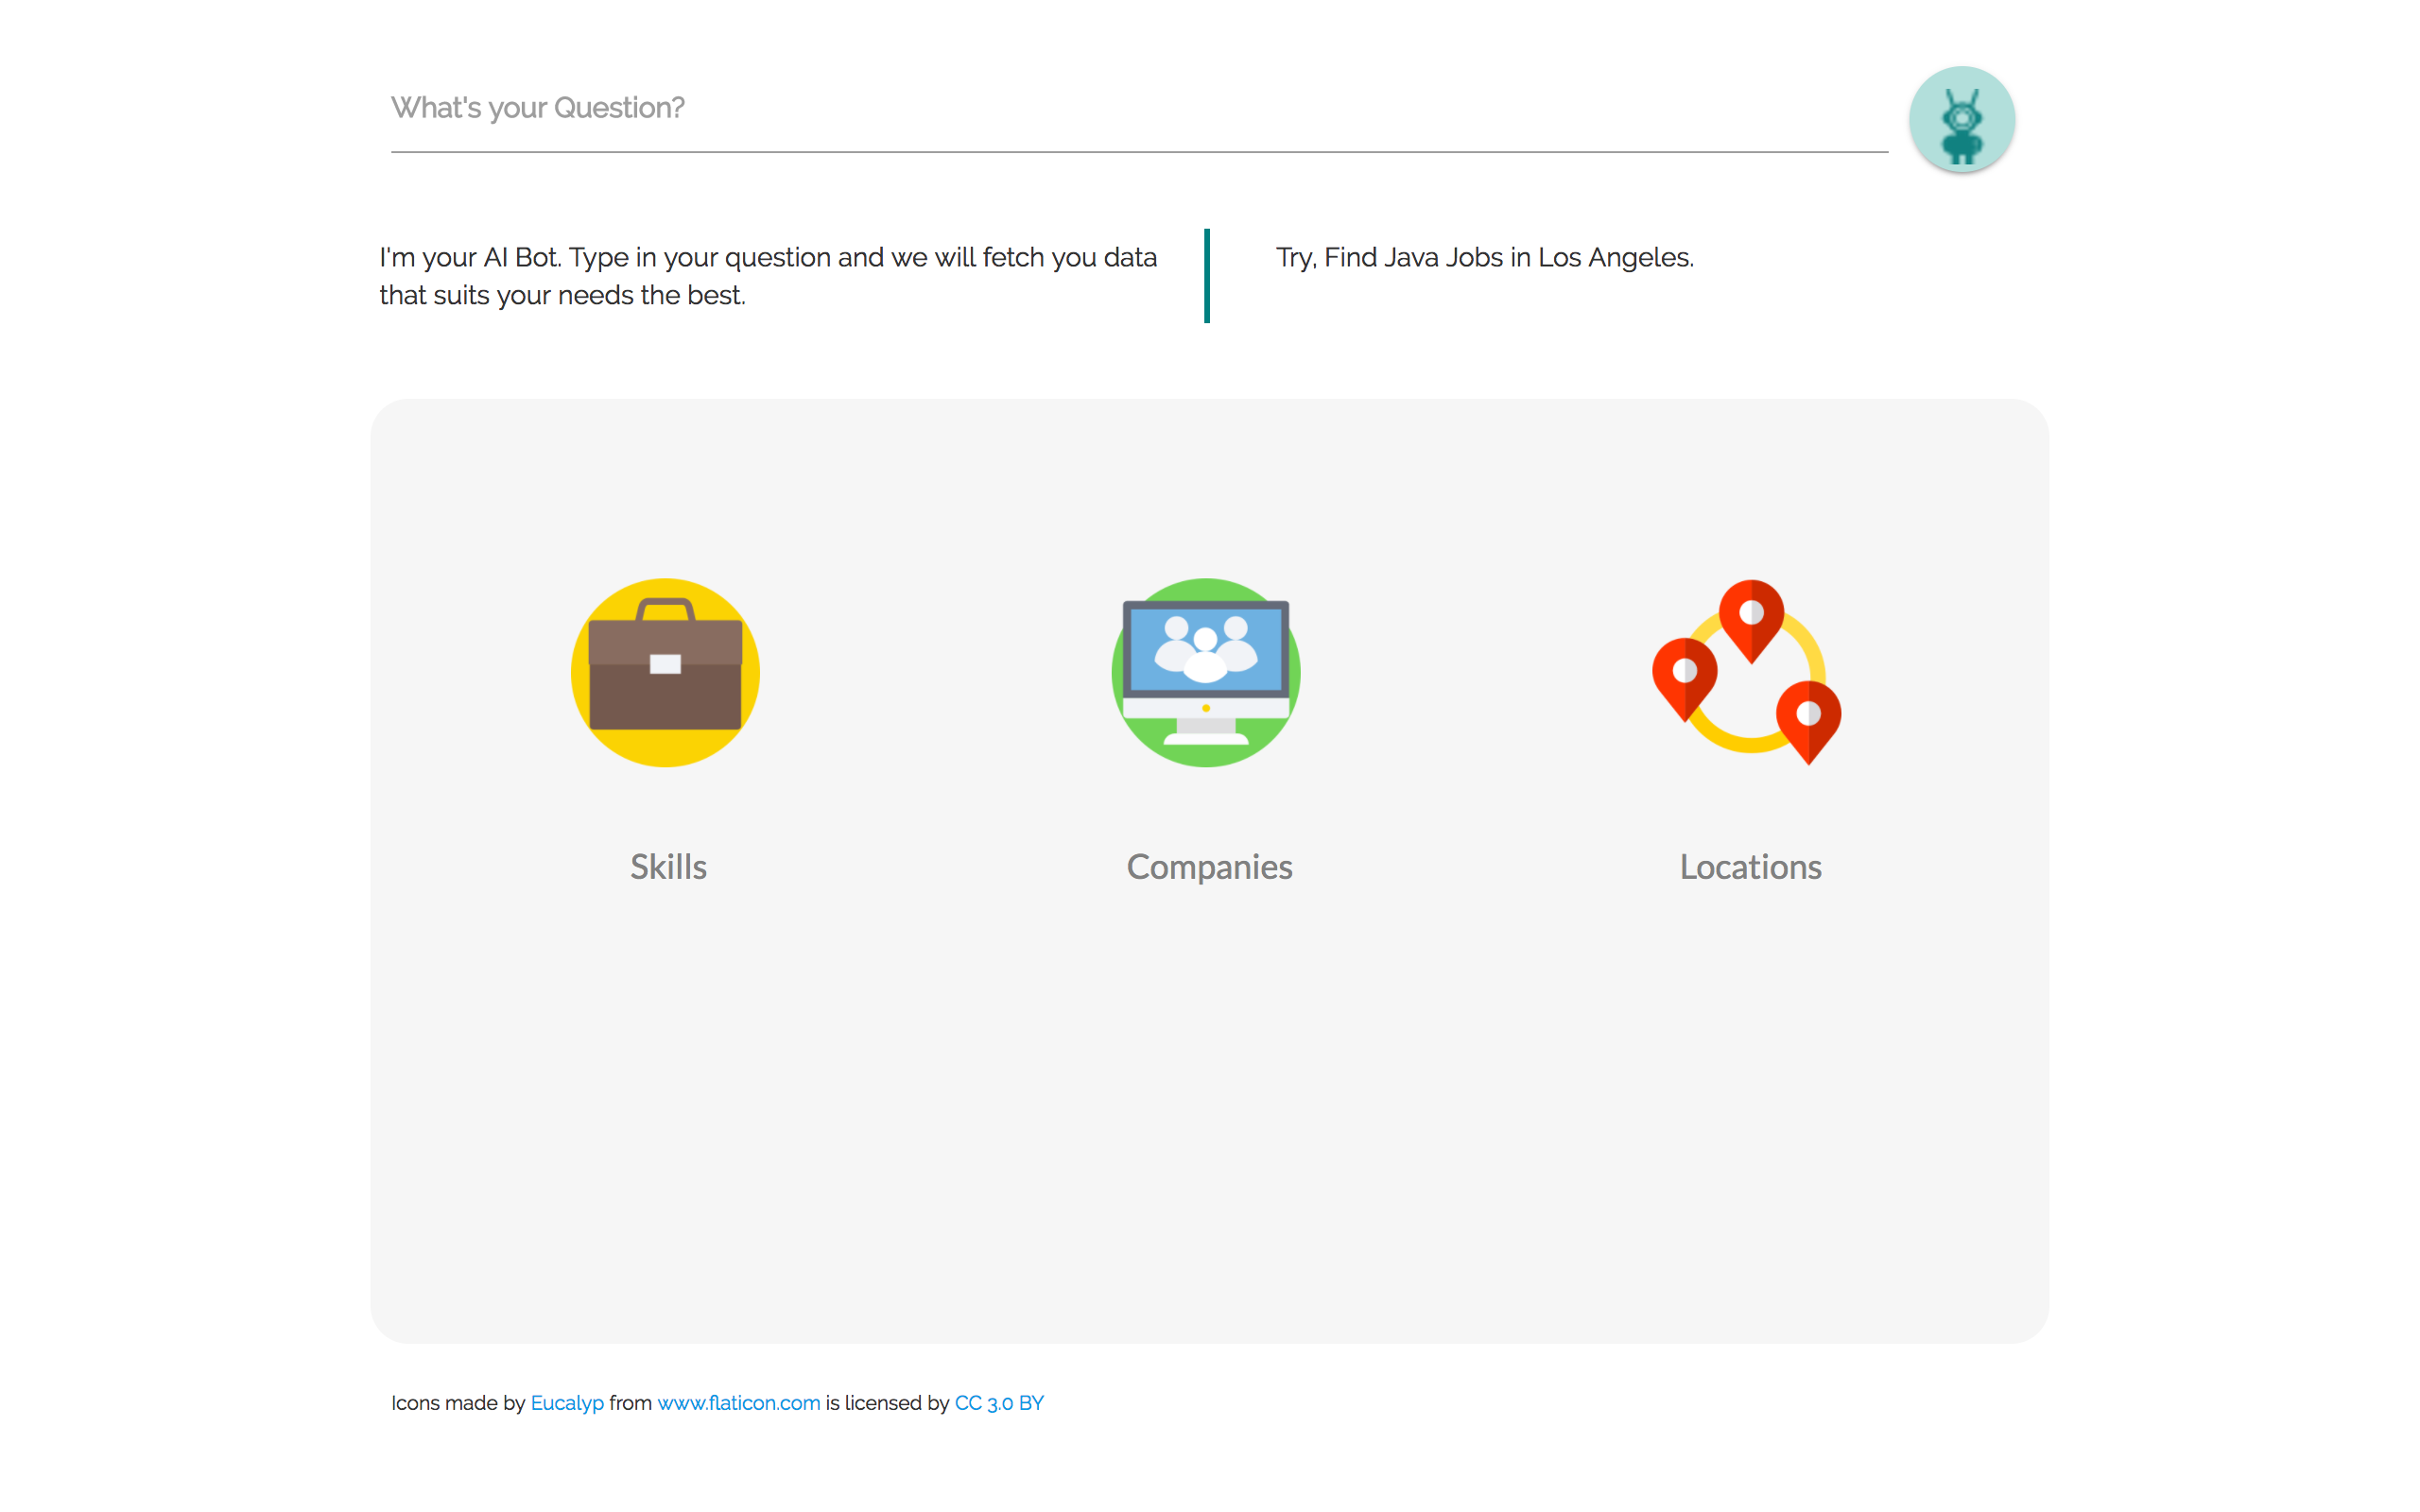 What's your Question?
I'm your AI Bot. Type in your question and we will fetch you data
that suits your needs the best.
Try, Find Java Jobs in Los Angeles.
Skills
Companies
Locations
Icons made by Eucalyp from www.flaticon.com is licensed by CC 3.0 BY